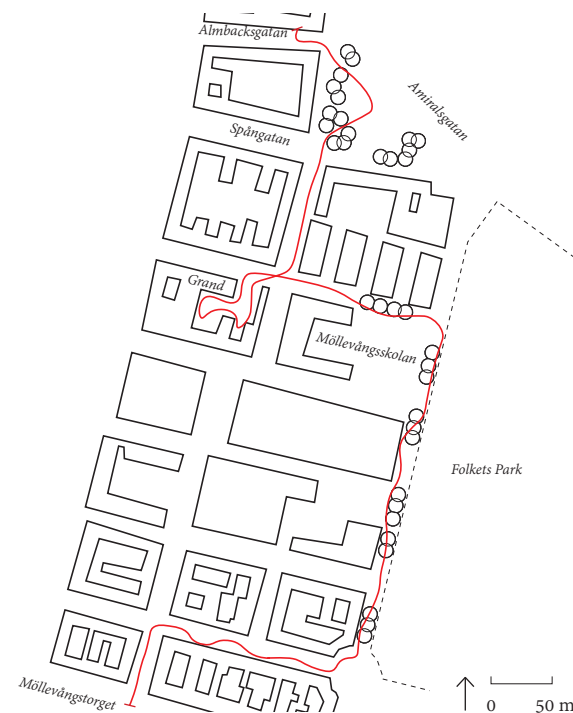 Almbacksgatan
Amiralsgatan
Spångatan
Grand
Möllevångsskolan
Folkets Park
Möllevångstorget
0 50 m